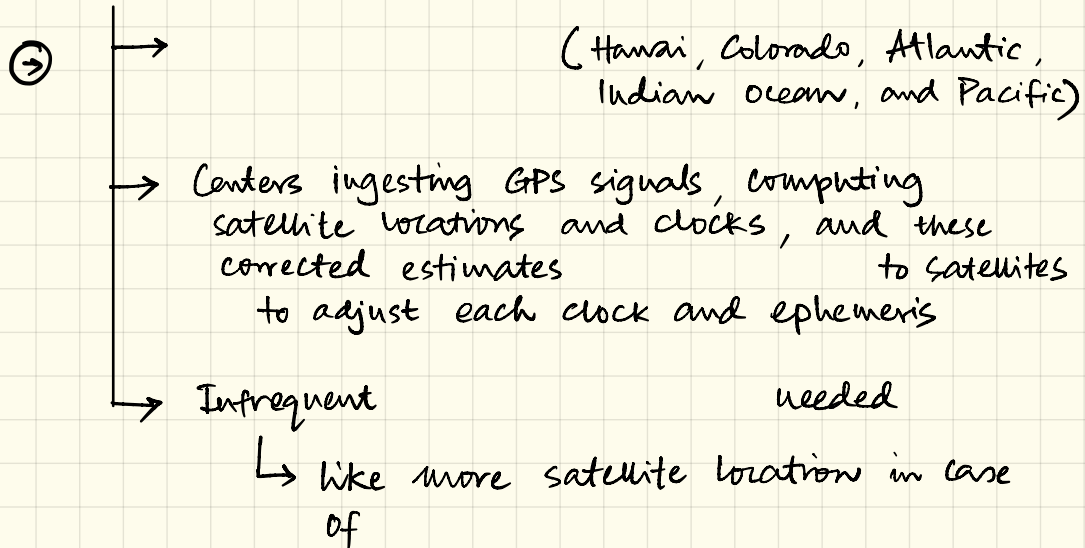 (Hawai, Colorado, Atlantic,
Indian ocean, and Pacific)
Centers ingesting GPS signals, computing
satellite locations and clocks, and these
corrected estimates to satellites
to adjust each clock and ephemeris
Infrequent needed
like more satellite location in case
of